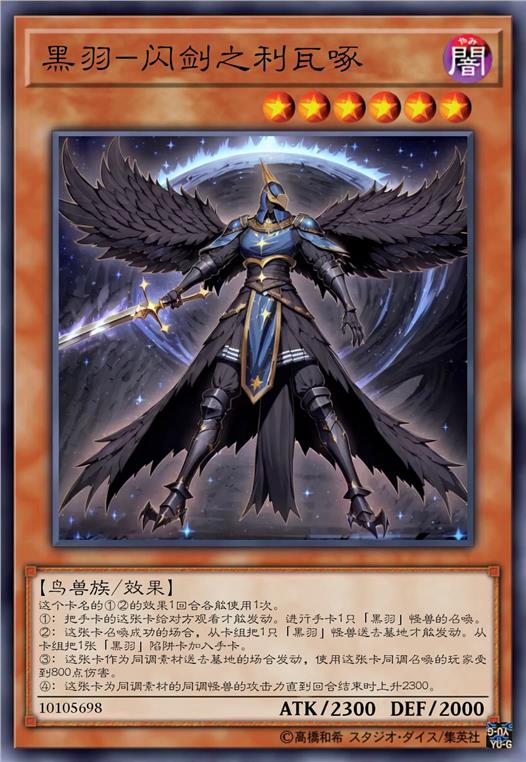 黑羽－闪剑之利瓦啄
やみ
闇
【鸟兽族/效果】
这个卡名的①②的效果1回合各能使用1次。
①：把手卡的这张卡给对方观看才能发动。进行手卡1只「黑羽」怪兽的召唤。
②：这张卡召唤成功的场合，从卡组把1只「黑羽」怪兽送去墓地才能发动。从
卡组把1张「黑羽」陷阱卡加入手卡。
③：这张卡作为同调素材送去墓地的场合发动，使用这张卡同调召唤的玩家受
到800点伤害。
④：这张卡为同调素材的同调怪兽的攻击力直到回合结束时上升2300。
10105698 ATK/2300 DEF/2000
©高橋和希 スタジオ・ダイス/集英社